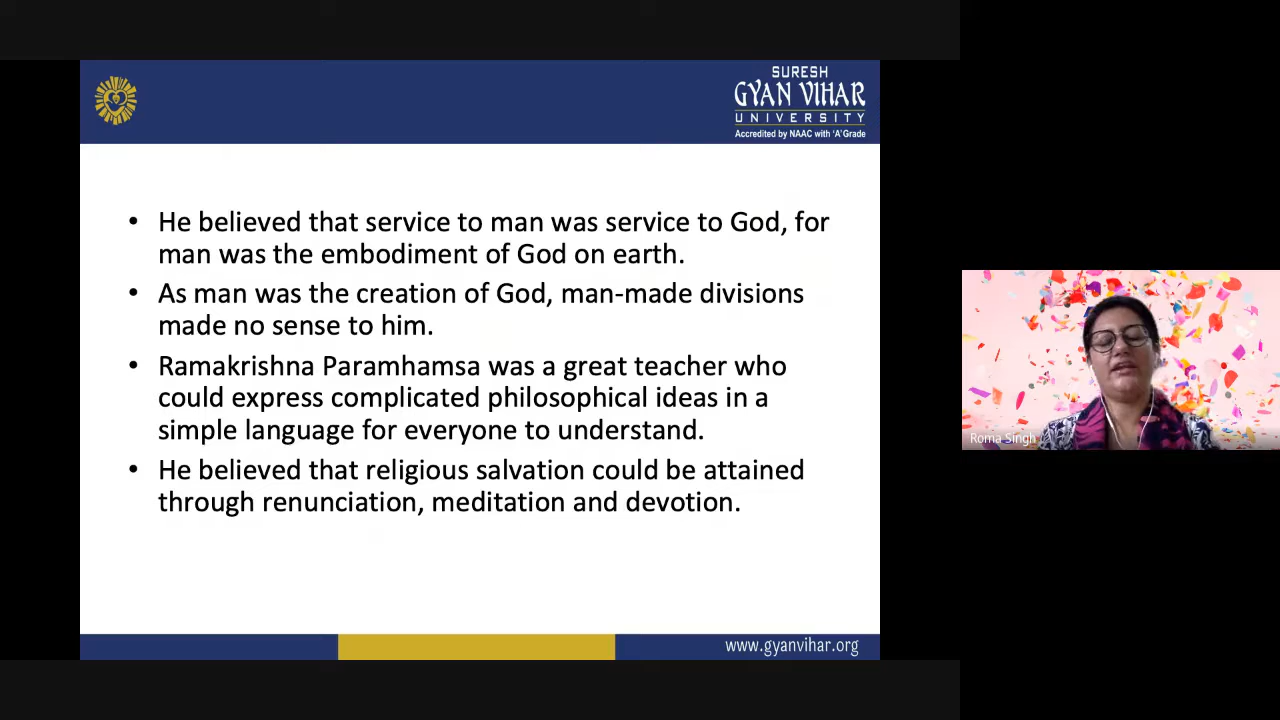 SURESH
GYAN VIHAR
UNIVERSITY
Accredited by NAAC with 'A' Grade
• He believed that service to man was service to God, for
man was the embodiment of God on earth.
• As man was the creation of God, man-made divisions
made no sense to him.
• Ramakrishna Paramhamsa was a great teacher who
could express complicated philosophical ideas in a
simple language for everyone to understand.
• He believed that religious salvation could be attained
through renunciation, meditation and devotion.
Roma Singh
www.gyanvihar.org